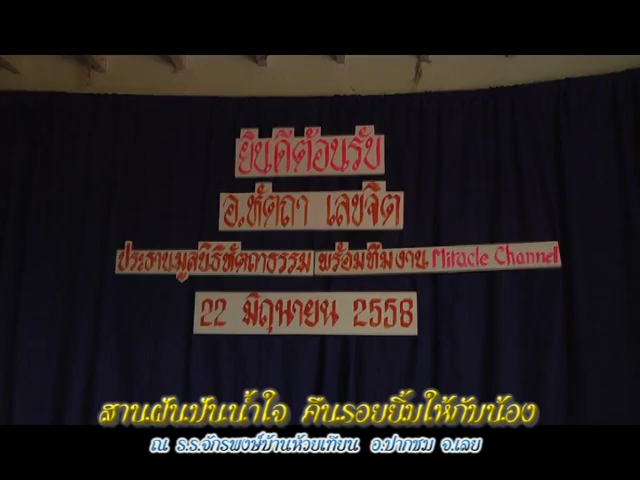 ยินดีต้อนรับ
อ.หัตถา เลขจิต
ประธานมูลนิธิหัตถาธรรม พร้อมทีมงาน Miracle Channel
22 มิถุนายน 2558
สานฝันปันน้ำใจ คืนรอยยิ้มให้กับน้อง
ณ ร.ร.จักรพงษ์บ้านห้วยเทียน อ.ปากชม จ.เลย